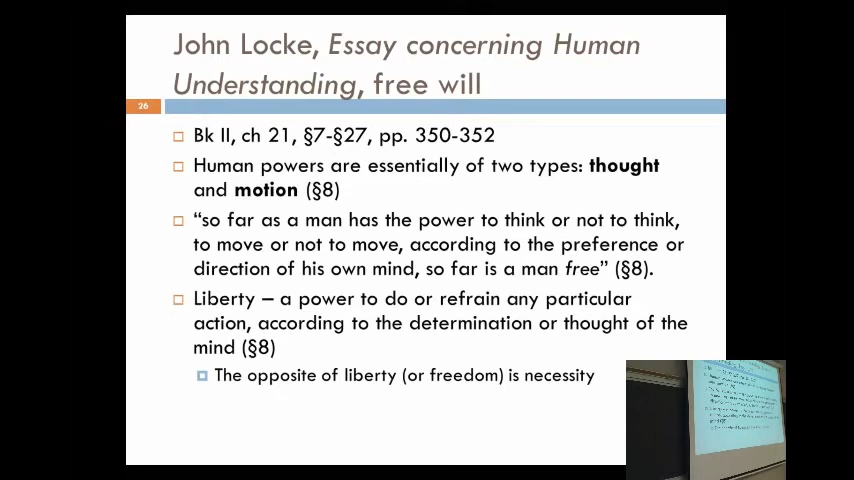 John Locke, Essay concerning Human
Understanding, free will
26
Bk II, ch 21, §7-§27, pp. 350-352
Human powers are essentially of two types: thought
and motion (§8)
“so far as a man has the power to think or not to think,
to move or not to move, according to the preference or
direction of his own mind, so far is a man free” (§8).
Liberty – a power to do or refrain any particular
action, according to the determination or thought of the
mind (§8)
The opposite of liberty (or freedom) is necessity